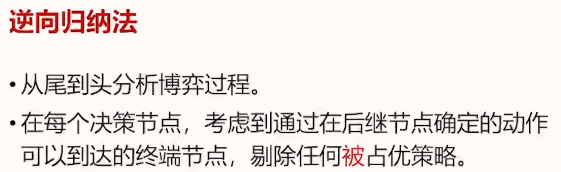 逆向归纳法
•从尾到头分析博弈过程。
•在每个决策节点，考虑到通过在后继节点确定的动作
可以到达的终端节点，剔除任何被占优策略。